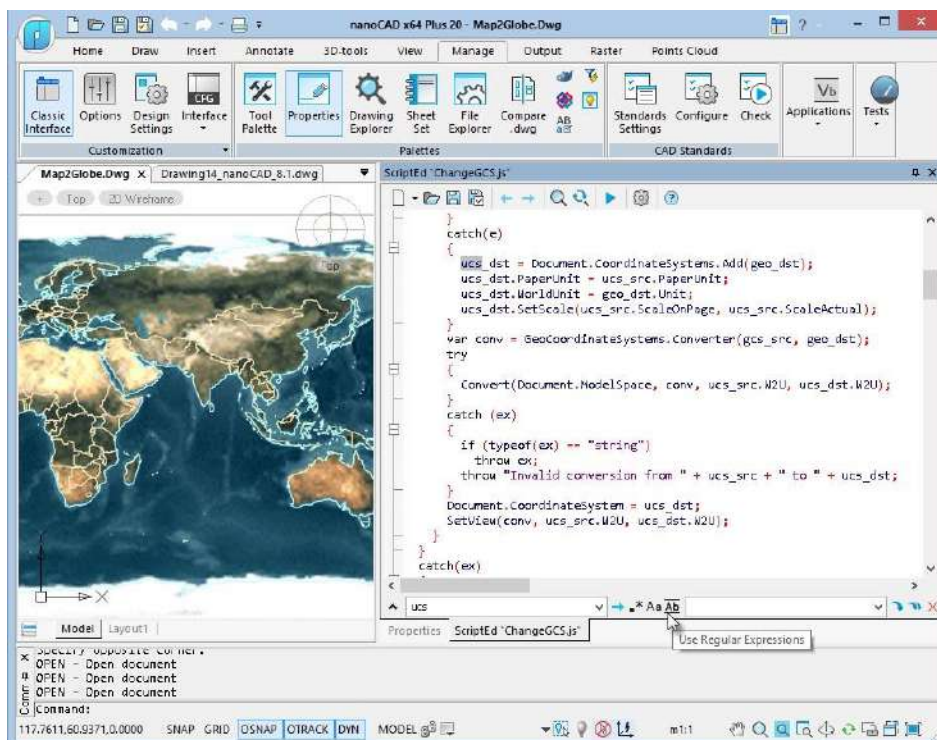 nanoCAD x64 Plus 20 - Map2Globe.Dwg
Home Draw Insert Annotate 3D-tools View Manage Output Raster Points Cloud
Classic Interface Options Design Settings Interface Tool Palette Properties Drawing Explorer Sheet Set File Explorer Compare .dwg Standards Settings Configure Check Applications Tests
Customization Palettes CAD Standards
Map2Globe.Dwg X Drawing14_nanoCAD_8.1.dwg ScriptEd "ChangeGCS.js"
Top 2D Wireframe
Top
}
catch(e)
{
ucs_dst = Document.CoordinateSystems.Add(geo_dst);
ucs_dst.PaperUnit = ucs_src.PaperUnit;
ucs_dst.WorldUnit = geo_dst.Unit;
ucs_dst.SetScale(ucs_src.ScaleOnPage, ucs_src.ScaleActual);
}
var conv = GeoCoordinateSystems.Converter(gcs_src, geo_dst);
try
{
Convert(Document.ModelSpace, conv, ucs_src.W2U, ucs_dst.W2U);
}
catch (ex)
{
if (typeof(ex) == "string")
throw ex;
throw "Invalid conversion from " + ucs_src + " to " + ucs_dst;
}
Document.CoordinateSystem = ucs_dst;
SetView(conv, ucs_src.W2U, ucs_dst.W2U);
}
}
catch(ex)
X
ucs .* Aa Ab
Use Regular Expressions
Model Layout1
Properties ScriptEd "ChangeGCS.js"
Specify opposite corner:
OPEN - Open document
OPEN - Open document
OPEN - Open document
Command:
117.7611,60.9371,0.0000 SNAP GRID OSNAP OTRACK DYN MODEL m1:1